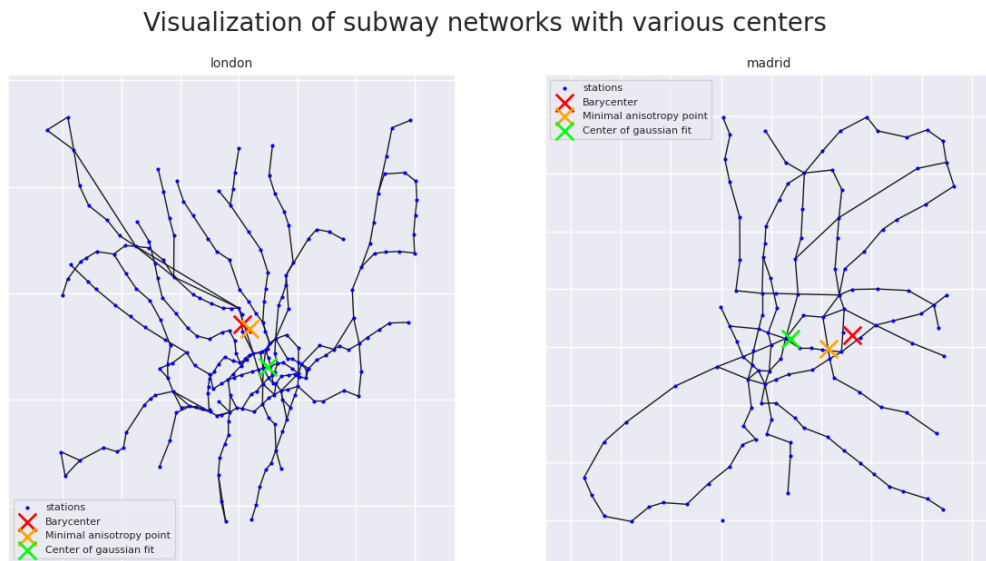 Visualization of subway networks with various centers
london
stations
Barycenter
Minimal anisotropy point
Center of gaussian fit
madrid
stations
Barycenter
Minimal anisotropy point
Center of gaussian fit